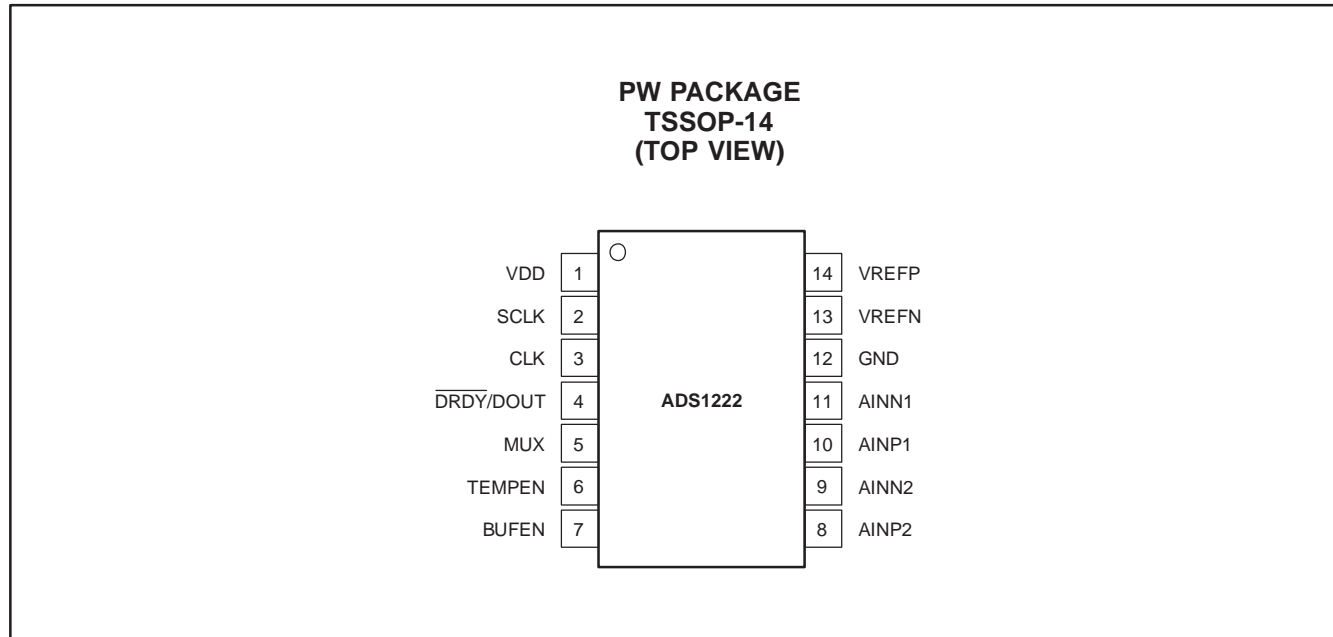 PW PACKAGE
TSSOP-14
(TOP VIEW)
VDD 1 14 VREFP
SCLK 2 13 VREFN
CLK 3 12 GND
D̅R̅D̅Y̅/DOUT 4 ADS1222 11 AINN1
MUX 5 10 AINP1
TEMPEN 6 9 AINN2
BUFEN 7 8 AINP2